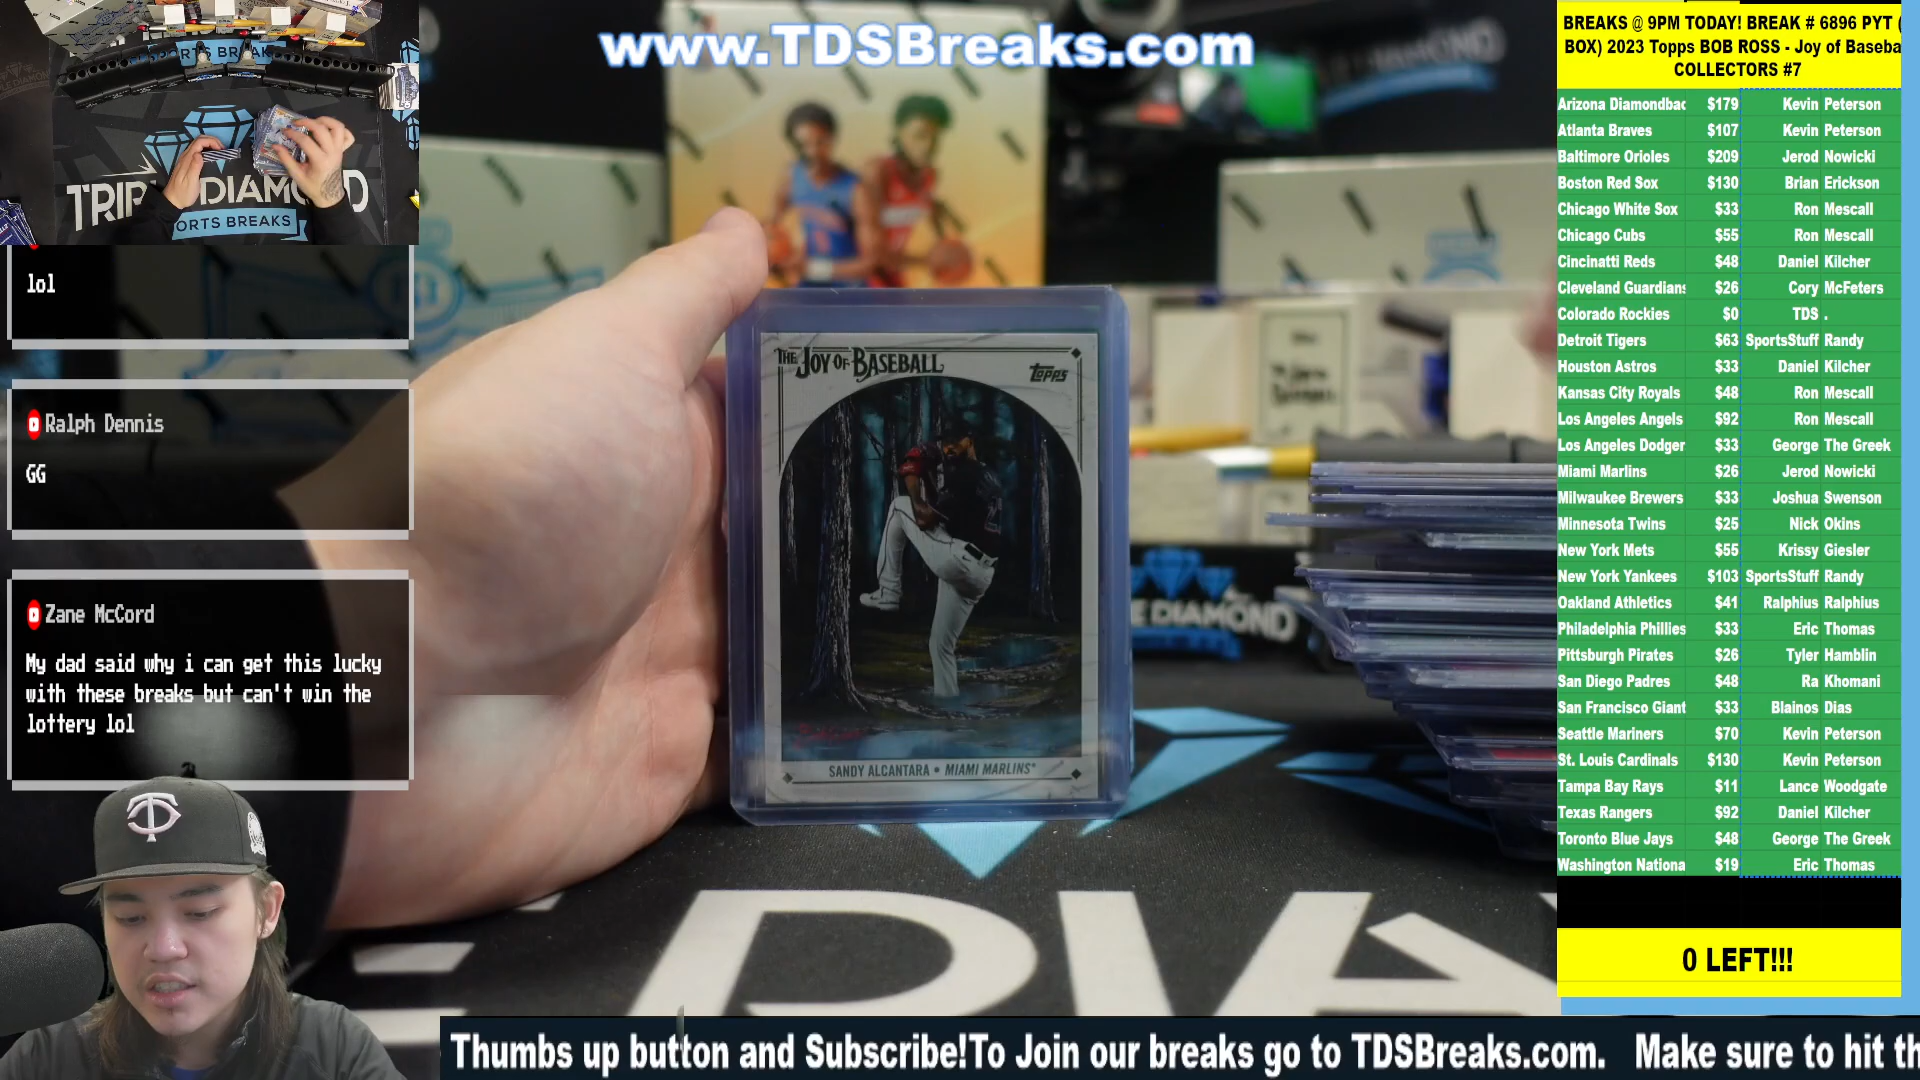 www.TDSBreaks.com
SPORTS BREAKS
DIAMOND
SPORTS BREAKS
lol
Ralph Dennis
GG
Zane McCord
My dad said why i can get this lucky
with these breaks but can't win the
lottery lol
THE JOY OF BASEBALL
TOPPS
SANDY ALCANTARA • MIAMI MARLINS
DIAMOND
BREAKS @ 9PM TODAY! BREAK # 6896 PYT (
BOX) 2023 Topps BOB ROSS - Joy of Baseba
COLLECTORS #7
Arizona Diamondbac $179 Kevin Peterson
Atlanta Braves $107 Kevin Peterson
Baltimore Orioles $209 Jerod Nowicki
Boston Red Sox $130 Brian Erickson
Chicago White Sox $33 Ron Mescall
Chicago Cubs $55 Ron Mescall
Cincinatti Reds $48 Daniel Kilcher
Cleveland Guardians $26 Cory McFeters
Colorado Rockies $0 TDS .
Detroit Tigers $63 SportsStuff Randy
Houston Astros $33 Daniel Kilcher
Kansas City Royals $48 Ron Mescall
Los Angeles Angels $92 Ron Mescall
Los Angeles Dodger $33 George The Greek
Miami Marlins $26 Jerod Nowicki
Milwaukee Brewers $33 Joshua Swenson
Minnesota Twins $25 Nick Okins
New York Mets $55 Krissy Giesler
New York Yankees $103 SportsStuff Randy
Oakland Athletics $41 Ralphius Ralphius
Philadelphia Phillies $33 Eric Thomas
Pittsburgh Pirates $26 Tyler Hamblin
San Diego Padres $48 Ra Khomani
San Francisco Giant $33 Blainos Dias
Seattle Mariners $70 Kevin Peterson
St. Louis Cardinals $130 Kevin Peterson
Tampa Bay Rays $11 Lance Woodgate
Texas Rangers $92 Daniel Kilcher
Toronto Blue Jays $48 George The Greek
Washington Nationa $19 Eric Thomas
0 LEFT!!!
Thumbs up button and Subscribe!To Join our breaks go to TDSBreaks.com. Make sure to hit th